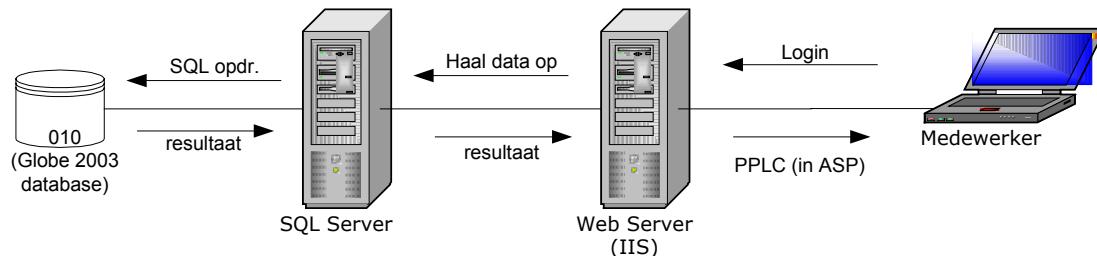 SQL opdr.
Haal data op
Login
010
(Globe 2003
database)
resultaat
resultaat
PPLC (in ASP)
Medewerker
SQL Server
Web Server
(IIS)